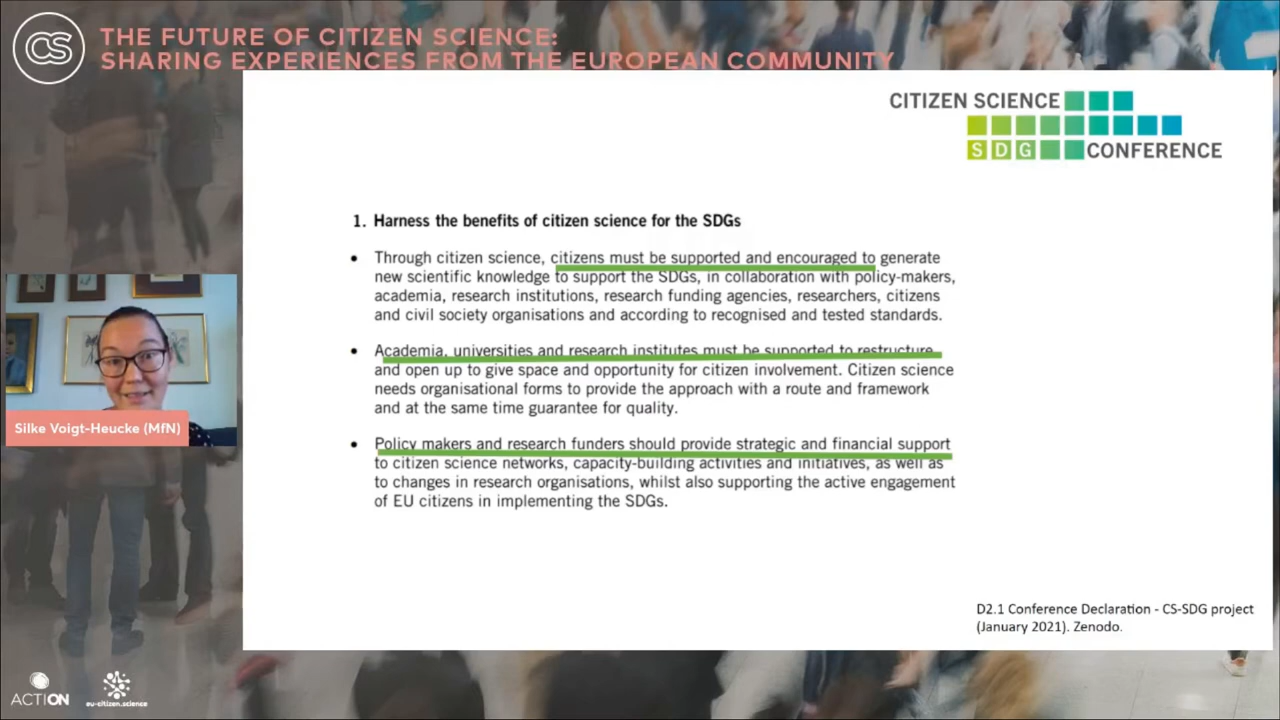 CS
THE FUTURE OF CITIZEN SCIENCE:
SHARING EXPERIENCES FROM THE EUROPEAN COMMUNITY
CITIZEN SCIENCE
SDG CONFERENCE
1. Harness the benefits of citizen science for the SDGs
• Through citizen science, citizens must be supported and encouraged to generate
new scientific knowledge to support the SDGs, in collaboration with policy-makers,
academia, research institutions, research funding agencies, researchers, citizens
and civil society organisations and according to recognised and tested standards.
• Academia, universities and research institutes must be supported to restructure
and open up to give space and opportunity for citizen involvement. Citizen science
needs organisational forms to provide the approach with a route and framework
and at the same time guarantee for quality.
• Policy makers and research funders should provide strategic and financial support
to citizen science networks, capacity-building activities and initiatives, as well as
to changes in research organisations, whilst also supporting the active engagement
of EU citizens in implementing the SDGs.
Silke Voigt-Heucke (MfN)
D2.1 Conference Declaration - CS-SDG project
(January 2021). Zenodo.
ACTION
eu-citizen.science